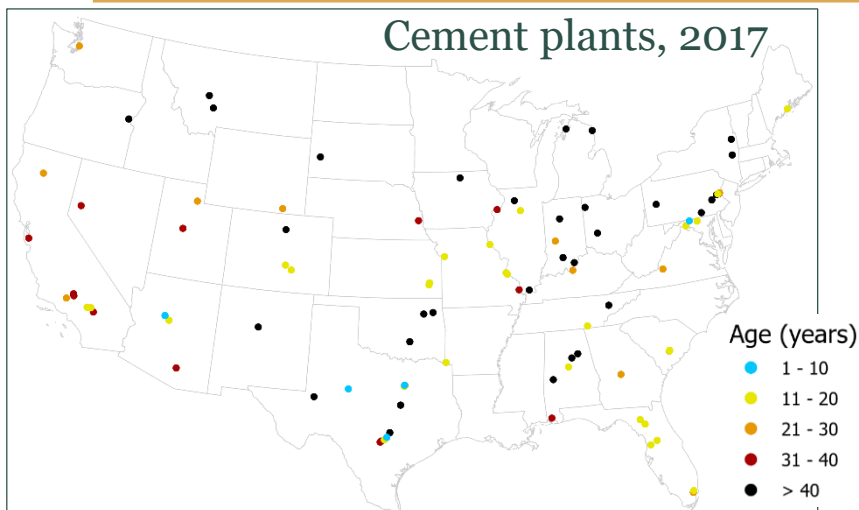 Cement plants, 2017
Age (years)
1 - 10
11 - 20
21 - 30
31 - 40
> 40